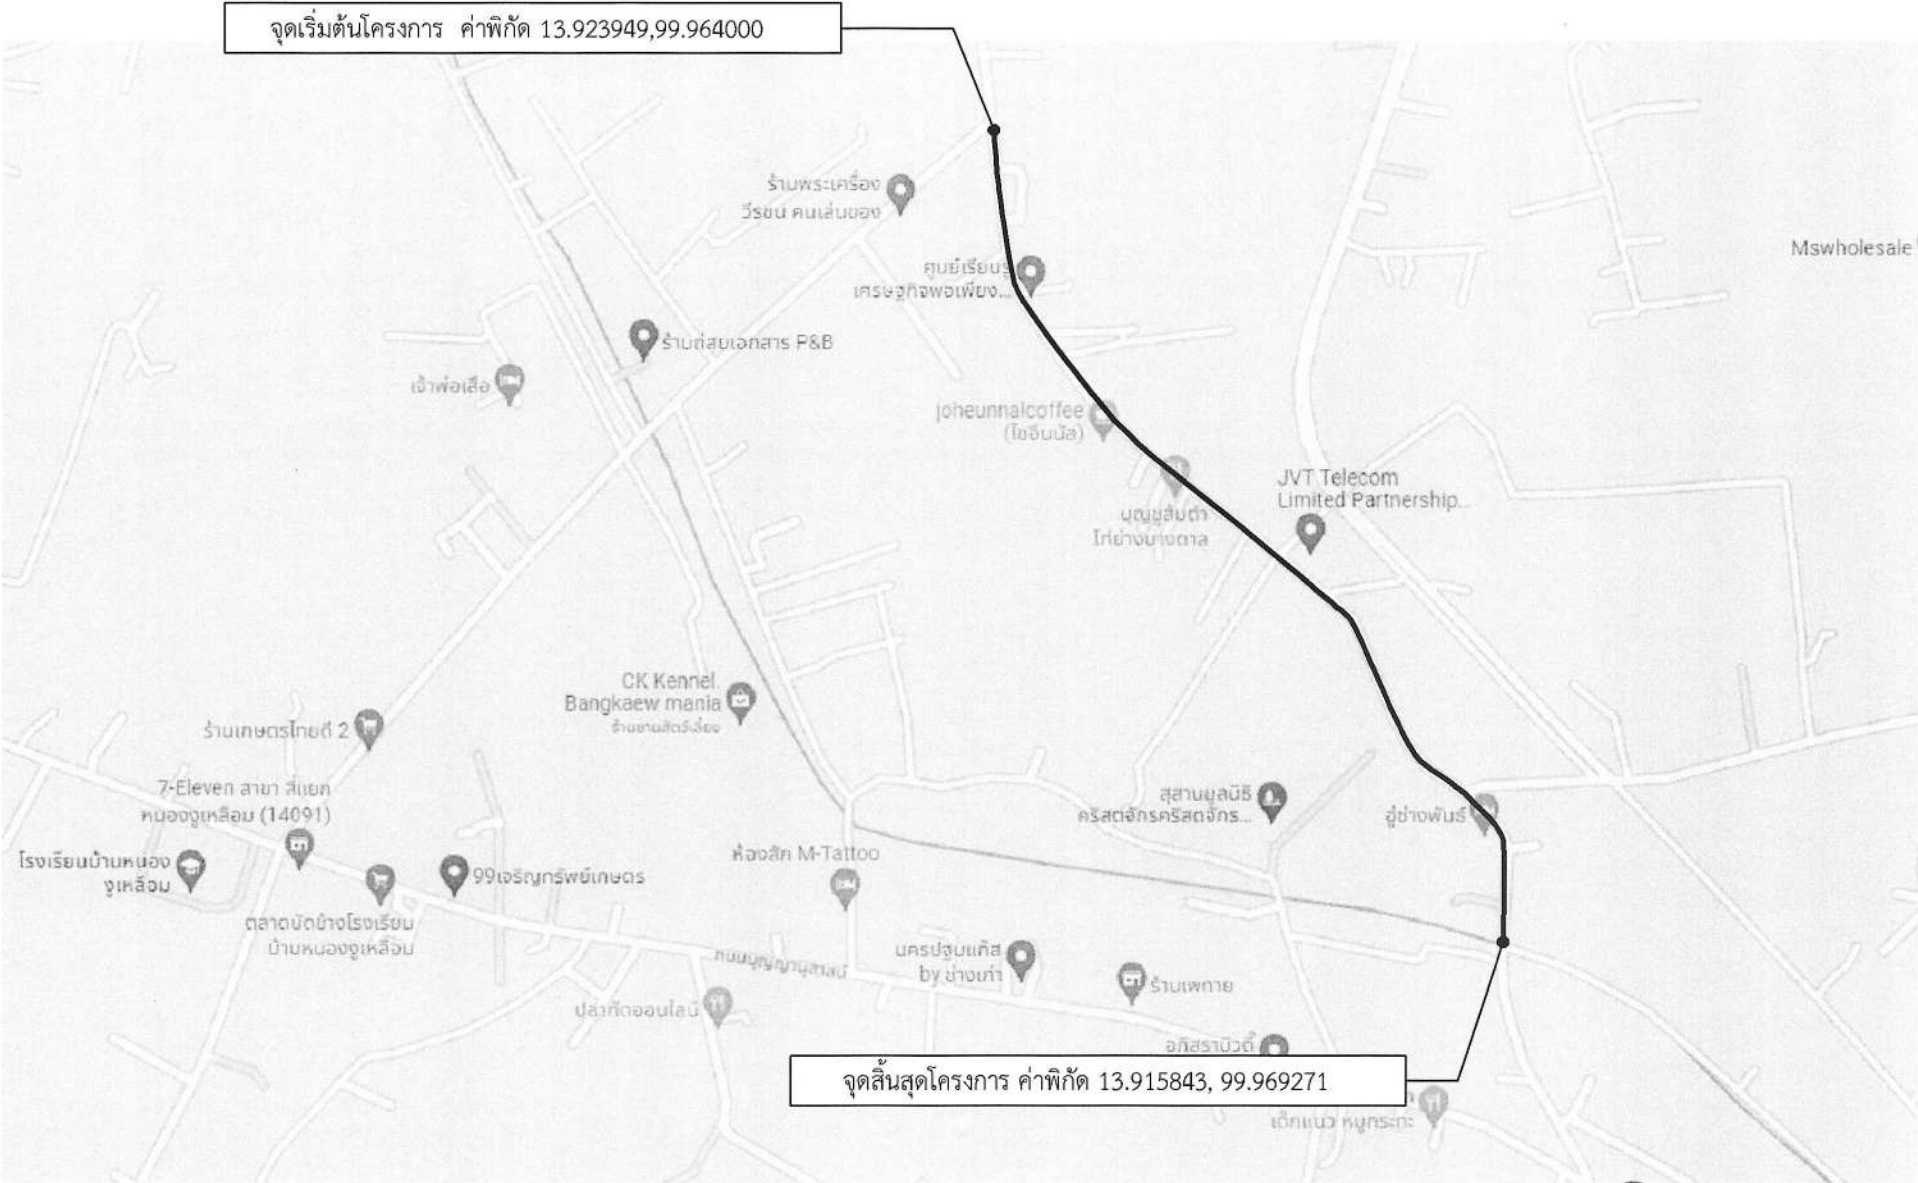 จุดเริ่มต้นโครงการ ค่าพิกัด 13.923949,99.964000
ร้านพระเครื่อง
วีรชน คนเล่นของ
Mswholesale
ศูนย์เรียนรู้
เศรษฐกิจพอเพียง...
ร้านถ่ายเอกสาร P&B
เจ้าพ่อเสือ
joheunnalcoffee
(โชอึนนัล)
JVT Telecom
Limited Partnership...
บุญชูส้มตำ
ไก่ย่างบางตาล
CK Kennel
Bangkaew mania
ร้านขายสัตว์เลี้ยง
ร้านเกษตรไทยดี 2
7-Eleven สาขา สี่แยก
หนองงูเหลือม (14091)
สุสานมูลนิธิ
คริสตจักรคริสตจักร...
อู่ช่างพันธ์
โรงเรียนบ้านหนอง
งูเหลือม
99เจริญทรัพย์เกษตร
ห้องสัก M-Tattoo
ตลาดนัดข้างโรงเรียน
บ้านหนองงูเหลือม
ถนนบุญญานุสาสน์
นครปฐมแก๊ส
by ช่างเก่า
ร้านเพทาย
ปลากัดออนไลน์
อภิสราบิวตี้
จุดสิ้นสุดโครงการ ค่าพิกัด 13.915843, 99.969271
เด็กแนว หมูกระทะ